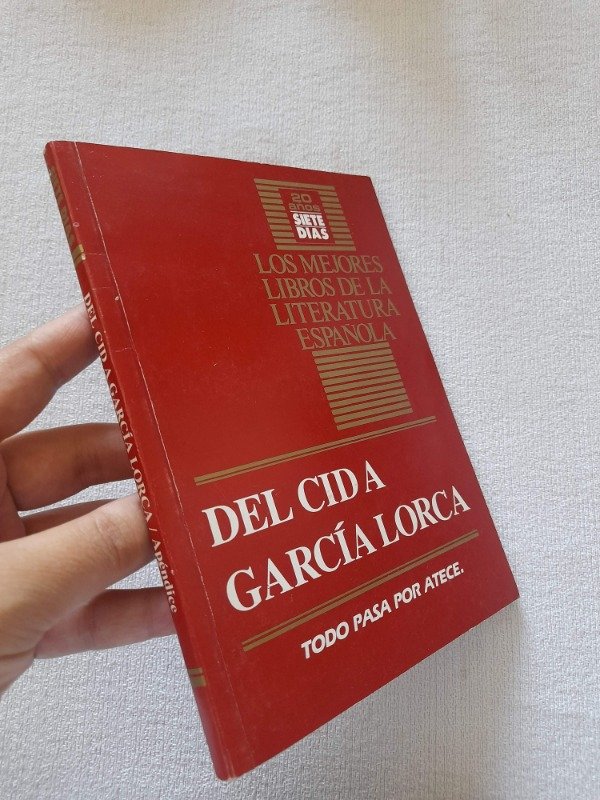 20
años
SIETE
DIAS
LOS MEJORES
LIBROS DE LA
LITERATURA
ESPAÑOLA
DEL CID A
GARCÍA LORCA
TODO PASA POR ATECE.
DEL CID A GARCÍA LORCA / Apéndice